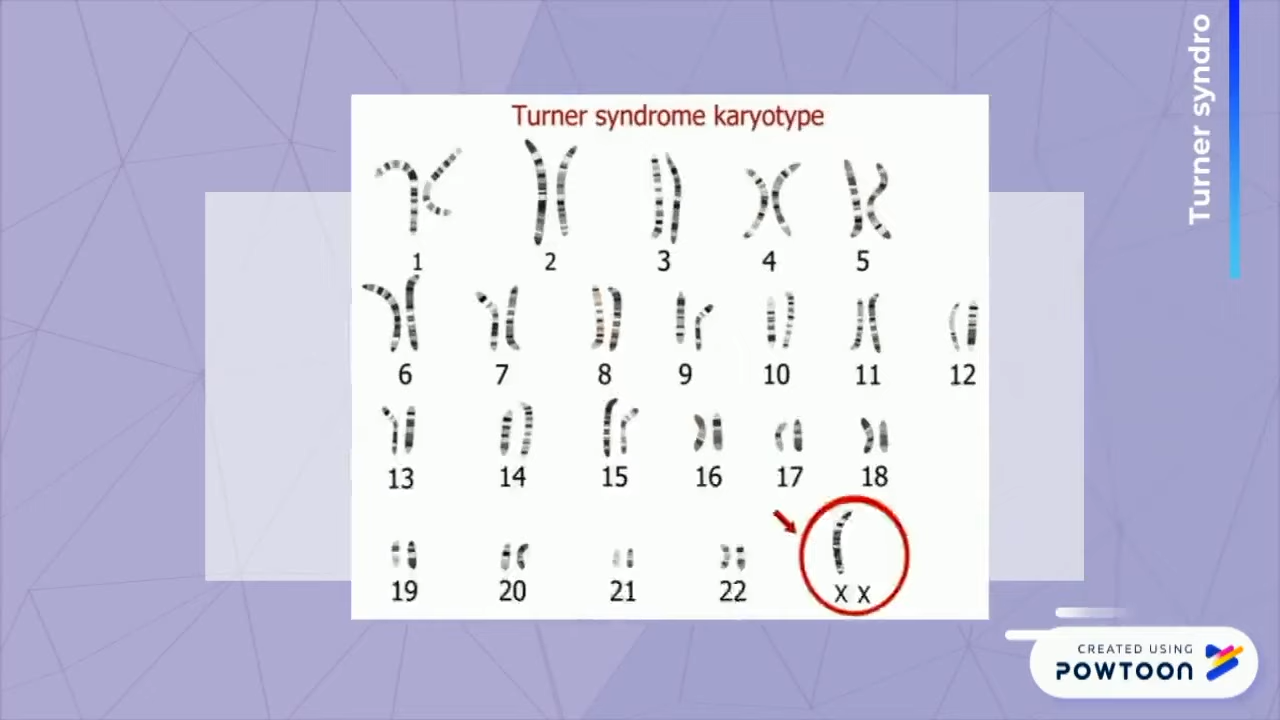 Turner syndrome karyotype
1 2 3 4 5
6 7 8 9 10 11 12
13 14 15 16 17 18
19 20 21 22 X X
Turner syndro
CREATED USING
POWTOON